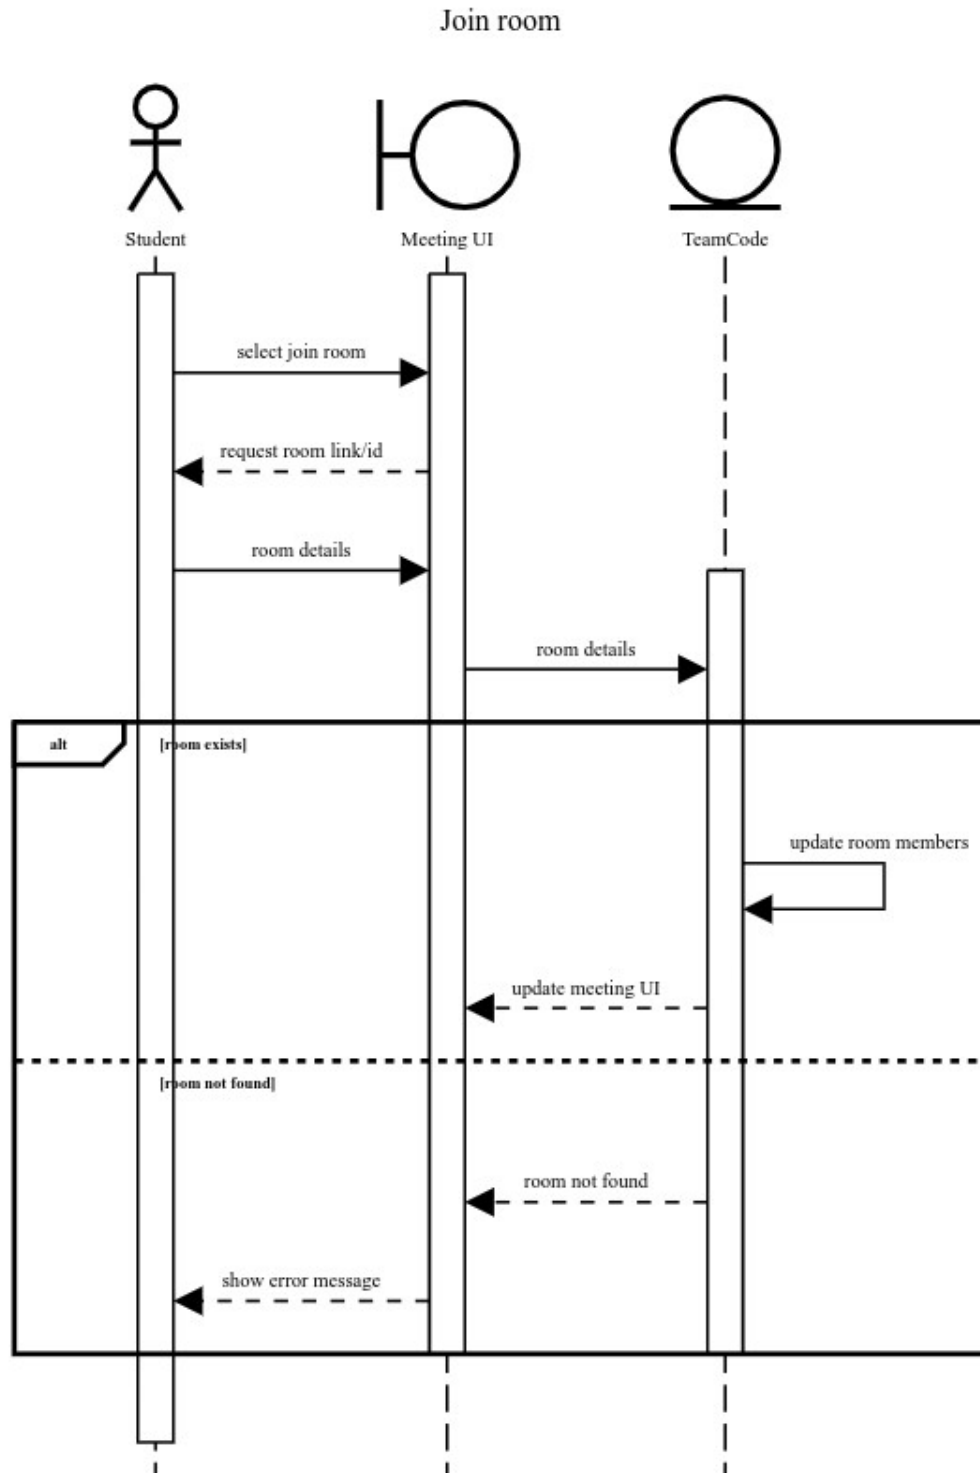 Join room
Student
Meeting UI
TeamCode
select join room
request room link/id
room details
room details
alt
[room exists]
update room members
update meeting UI
[room not found]
room not found
show error message